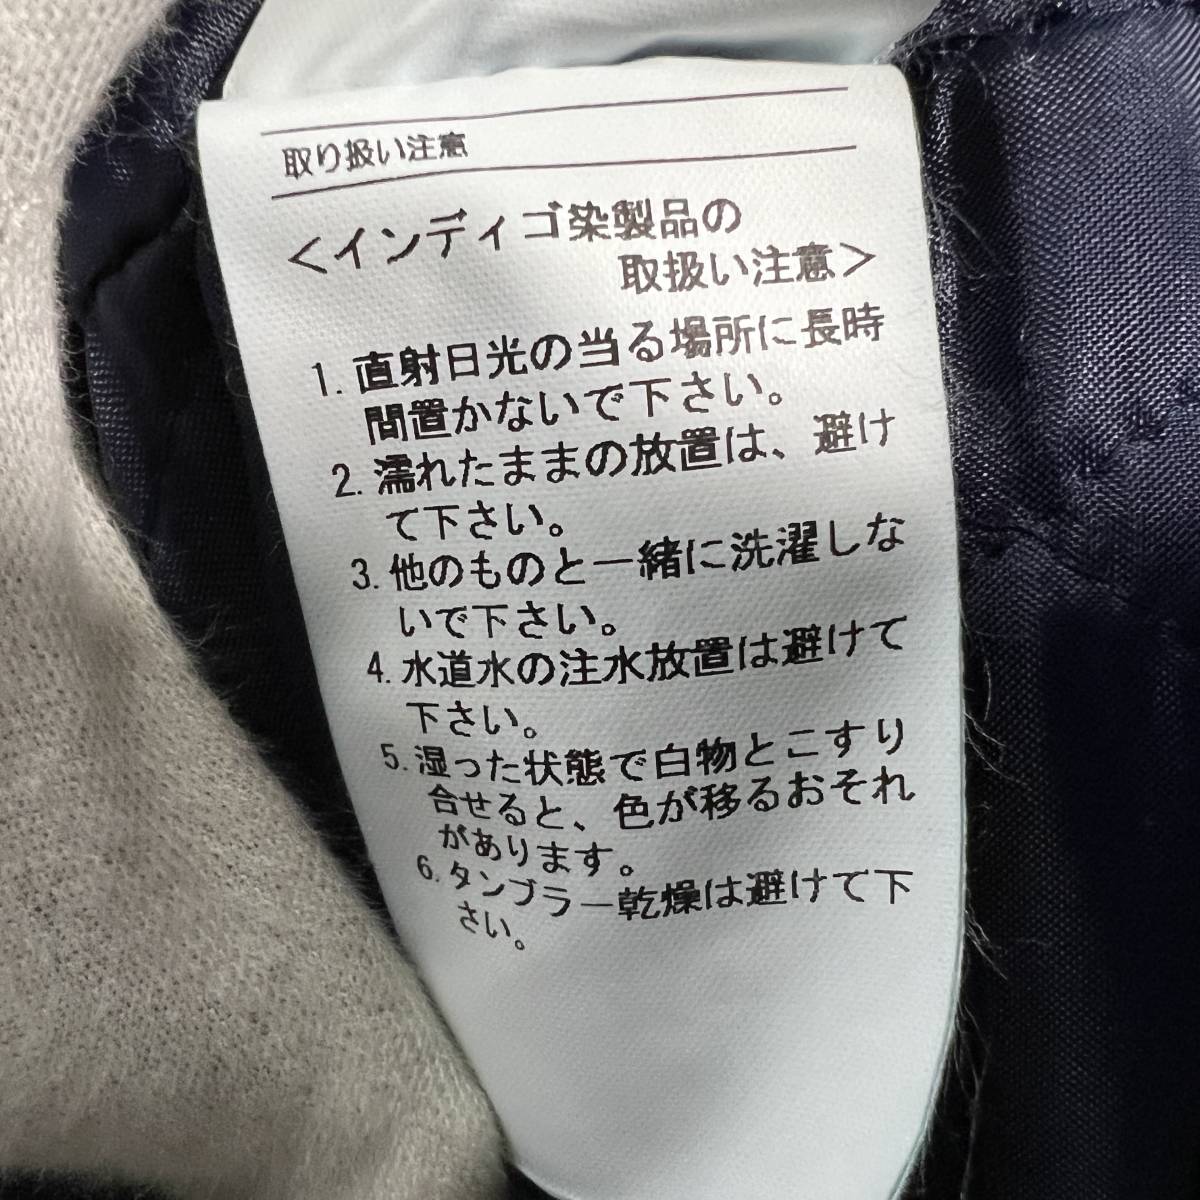 取り扱い注意
<インディゴ染製品の
取扱い注意>
1. 直射日光の当る場所に長時
間置かないで下さい。
2. 濡れたままの放置は、避け
て下さい。
3. 他のものと一緒に洗濯しな
いで下さい。
4. 水道水の注水放置は避けて
下さい。
5. 湿った状態で白物とこすり
合せると、色が移るおそれ
があります。
6. タンブラー乾燥は避けて下
さい。